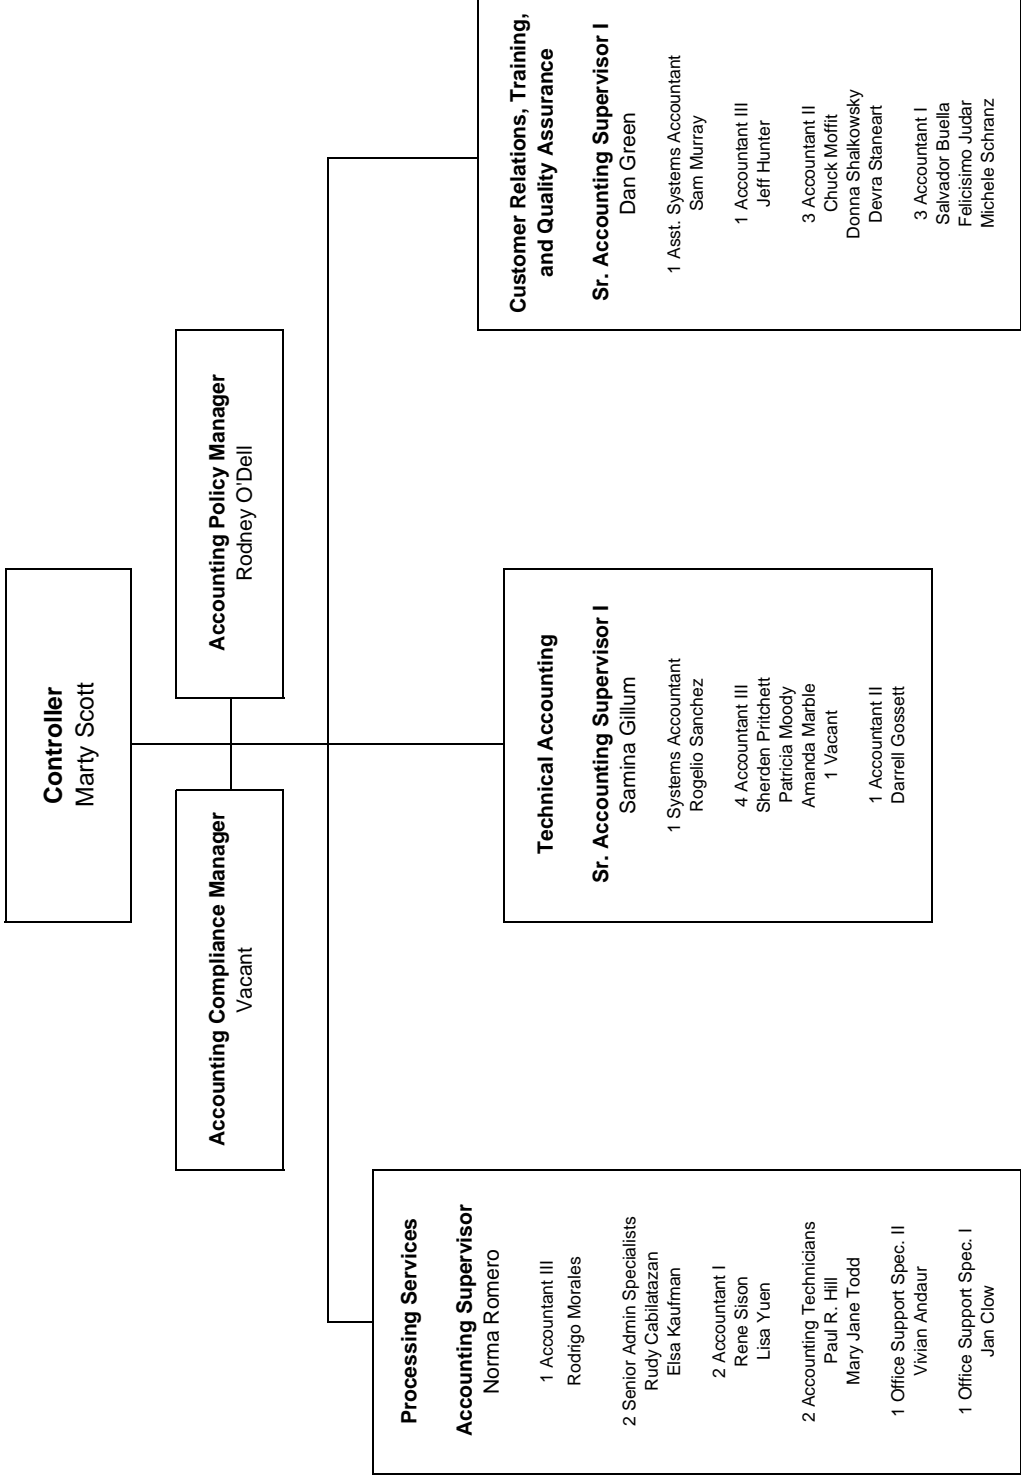 Controller
Marty Scott
Accounting Compliance Manager
Vacant
Accounting Policy Manager
Rodney O'Dell
Processing Services
Accounting Supervisor
Norma Romero
1 Accountant III
Rodrigo Morales
2 Senior Admin Specialists
Rudy Cabilatazan
Elsa Kaufman
2 Accountant I
Rene Sison
Lisa Yuen
2 Accounting Technicians
Paul R. Hill
Mary Jane Todd
1 Office Support Spec. II
Vivian Andaur
1 Office Support Spec. I
Jan Clow
Technical Accounting
Sr. Accounting Supervisor I
Samina Gillum
1 Systems Accountant
Rogelio Sanchez
4 Accountant III
Sherden Pritchett
Patricia Moody
Amanda Marble
1 Vacant
1 Accountant II
Darrell Gossett
Customer Relations, Training,
and Quality Assurance
Sr. Accounting Supervisor I
Dan Green
1 Asst. Systems Accountant
Sam Murray
1 Accountant III
Jeff Hunter
3 Accountant II
Chuck Moffit
Donna Shalkowsky
Devra Staneart
3 Accountant I
Salvador Buella
Felicisimo Judar
Michele Schranz